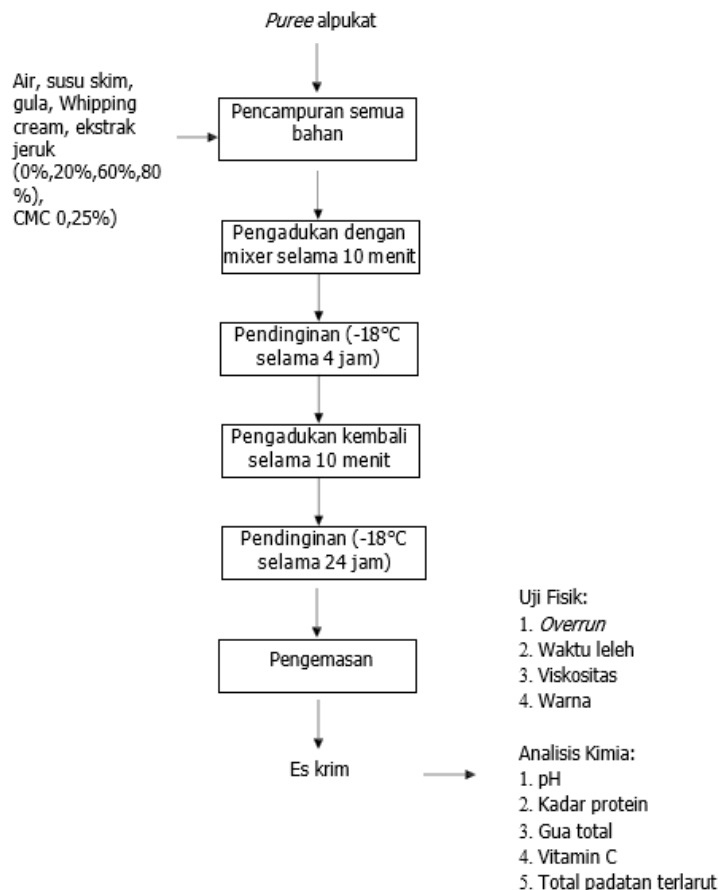 Puree alpukat
Air, susu skim,
gula, Whipping
cream, ekstrak
jeruk
(0%,20%,60%,80
%),
CMC 0,25%)
Pencampuran semua
bahan
Pengadukan dengan
mixer selama 10 menit
Pendinginan (-18°C
selama 4 jam)
Pengadukan kembali
selama 10 menit
Pendinginan (-18°C
selama 24 jam)
Pengemasan
Es krim
Uji Fisik:
1. Overrun
2. Waktu leleh
3. Viskositas
4. Warna
Analisis Kimia:
1. pH
2. Kadar protein
3. Gua total
4. Vitamin C
5. Total padatan terlarut